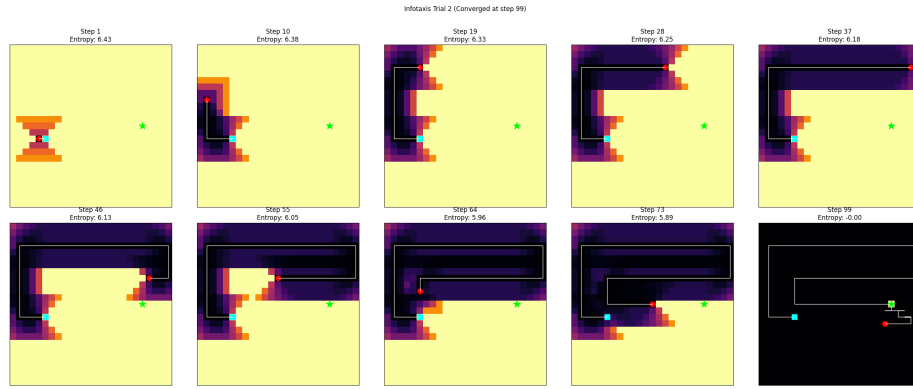 Infotaxis Trial 2 (Converged at step 99)
Step 1
Entropy: 6.43
Step 10
Entropy: 6.38
Step 19
Entropy: 6.33
Step 28
Entropy: 6.25
Step 37
Entropy: 6.18
Step 46
Entropy: 6.13
Step 55
Entropy: 6.05
Step 64
Entropy: 5.96
Step 73
Entropy: 5.89
Step 99
Entropy: -0.00